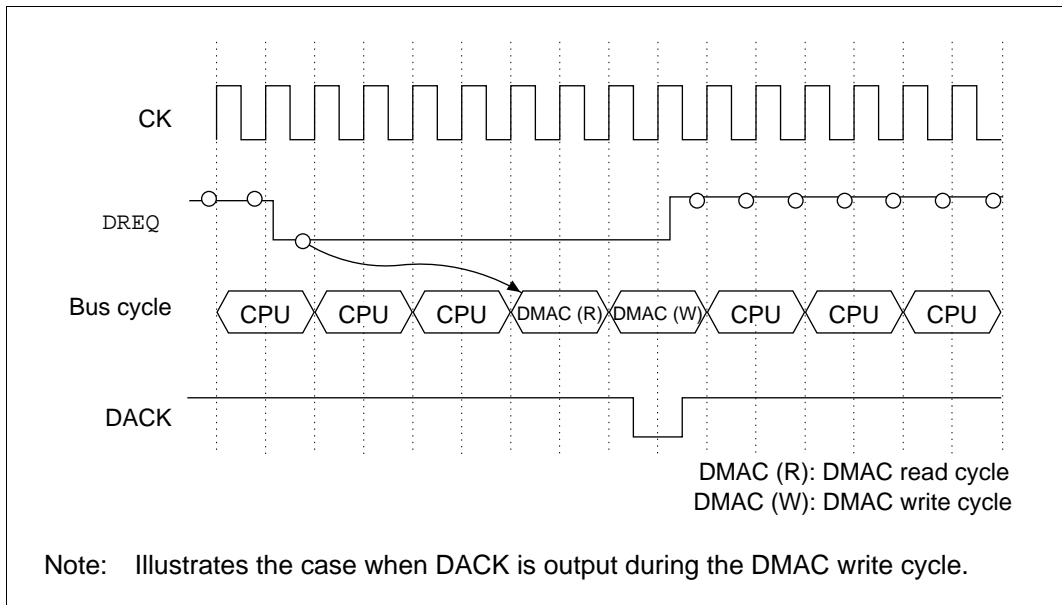 CK
DREQ
Bus cycle
CPU CPU CPU DMAC (R) DMAC (W) CPU CPU CPU
DACK
DMAC (R): DMAC read cycle
DMAC (W): DMAC write cycle
Note: Illustrates the case when DACK is output during the DMAC write cycle.